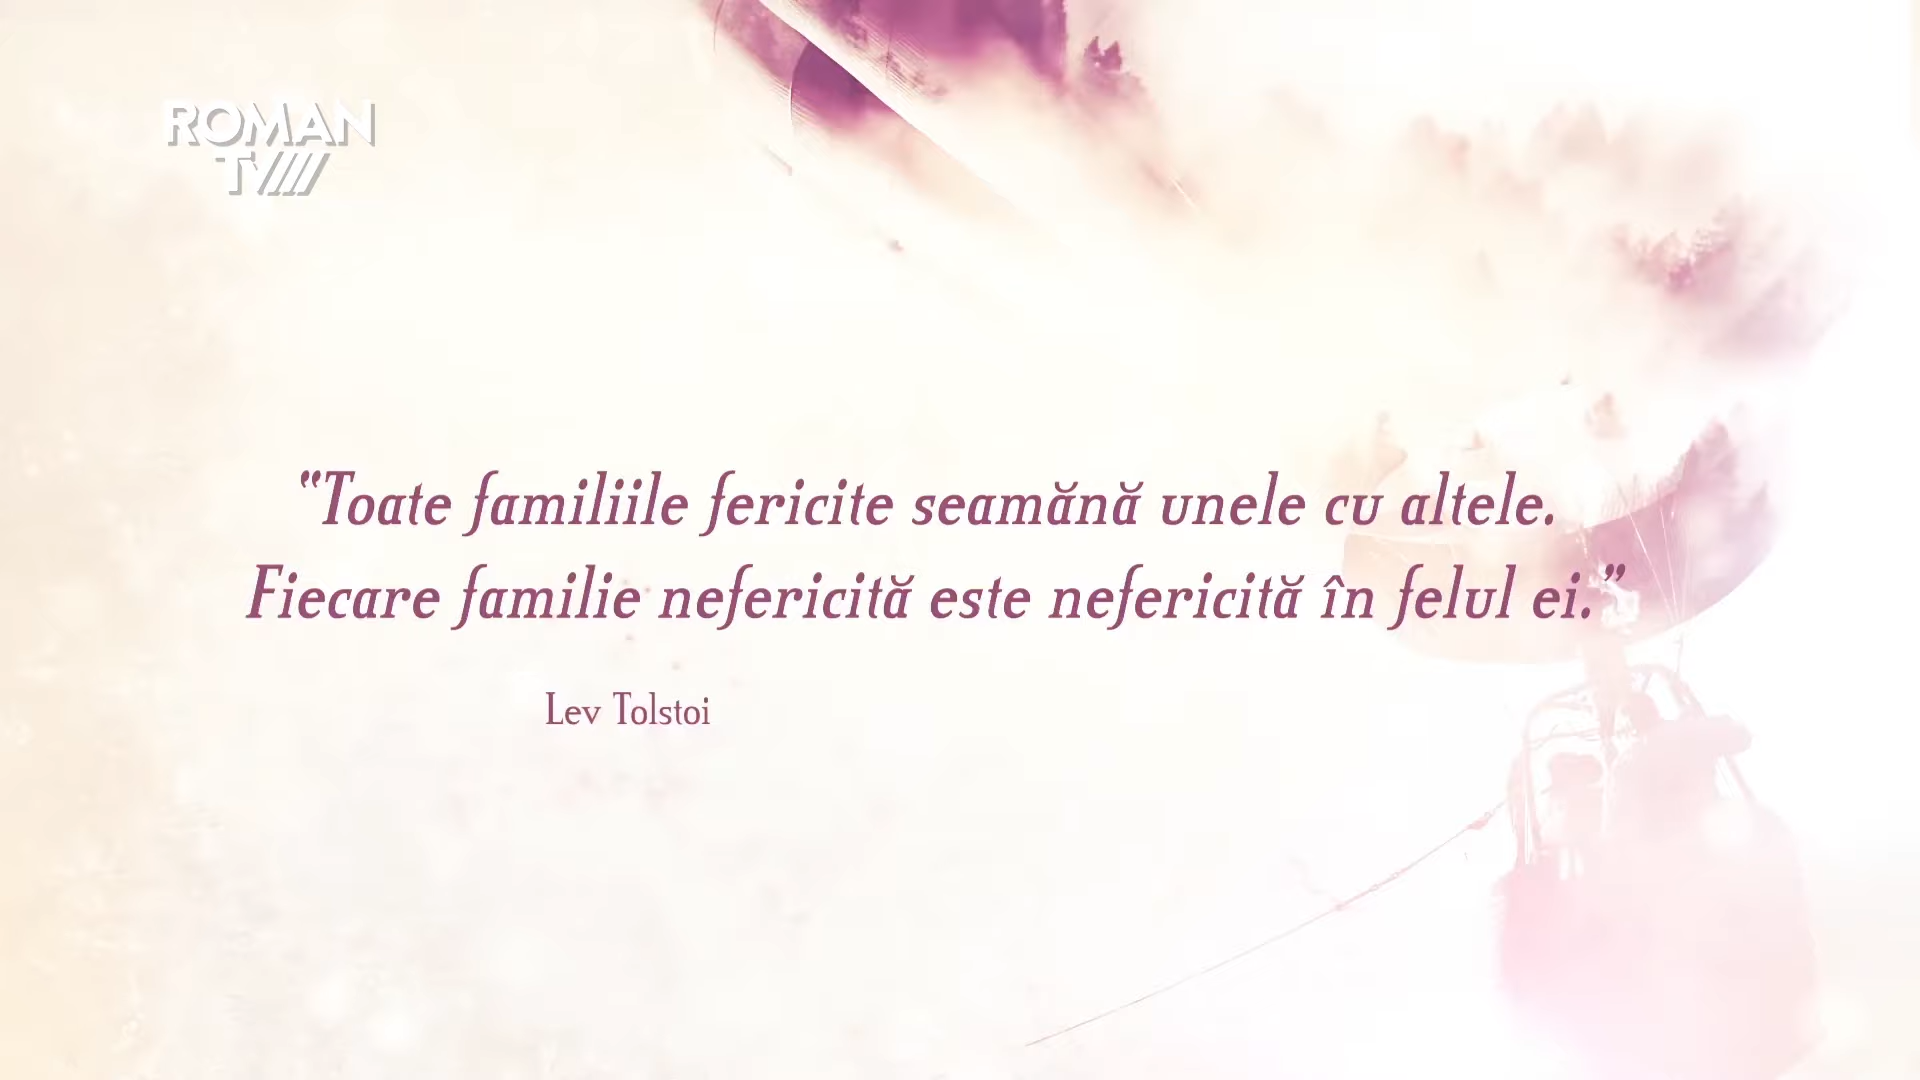 ROMAN
TV///
“Toate familiile fericite seamănă unele cu altele.
Fiecare familie nefericită este nefericită în felul ei.”
Lev Tolstoi